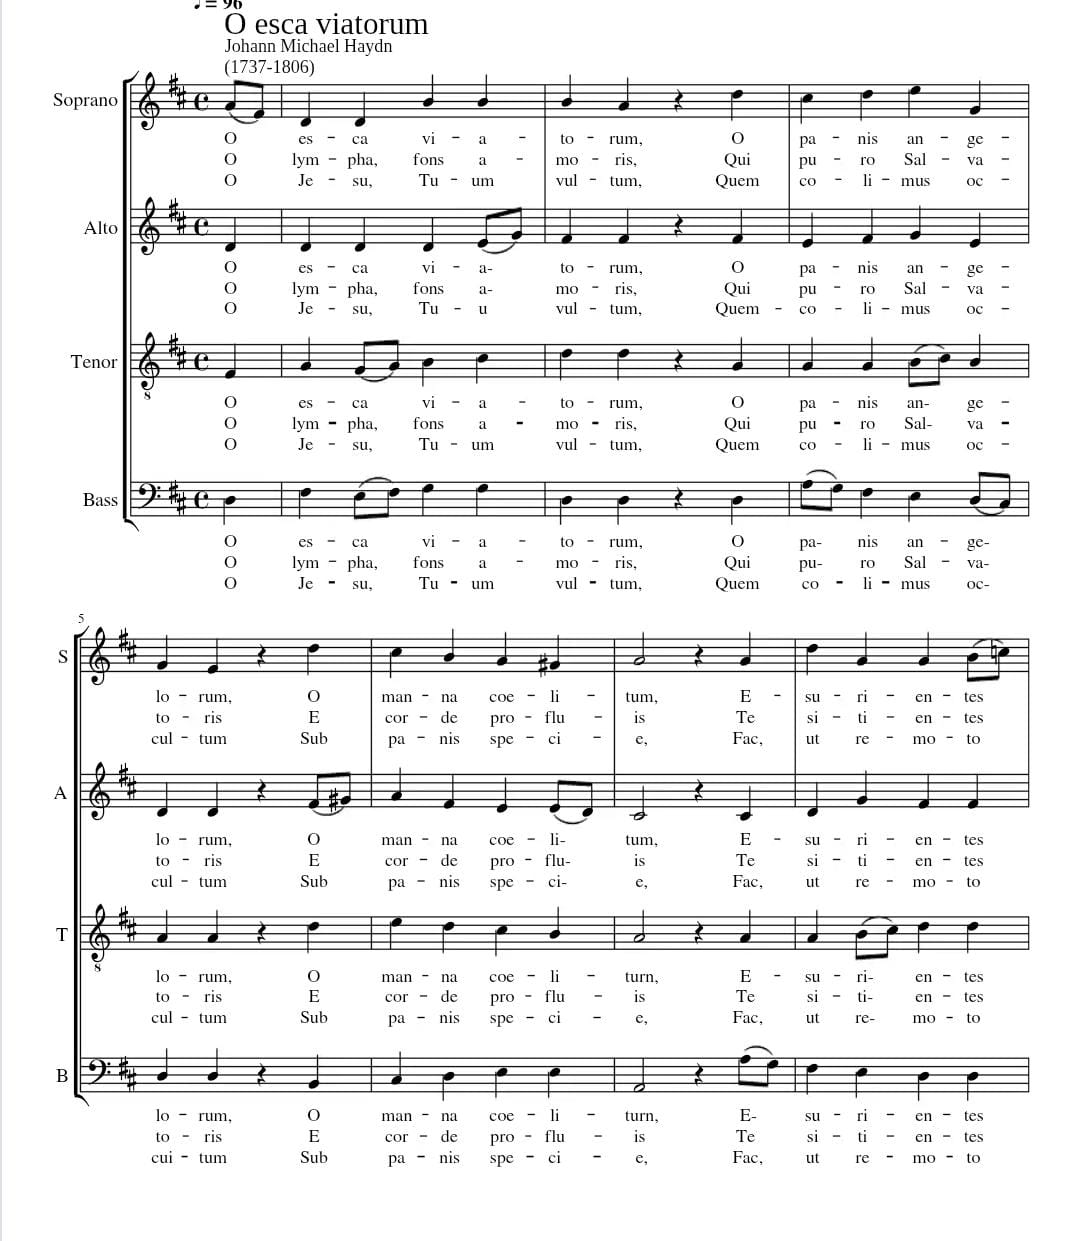 ♩= 96
O esca viatorum
Johann Michael Haydn
(1737-1806)
Soprano
O es - ca vi - a - to - rum, O pa - nis an - ge -
O lym - pha, fons a - mo - ris, Qui pu - ro Sal - va -
O Je - su, Tu - um vul - tum, Quem co - li - mus oc -
Alto
O es - ca vi - a- to - rum, O pa - nis an - ge -
O lym - pha, fons a- mo - ris, Qui pu - ro Sal - va -
O Je - su, Tu - u vul - tum, Quem - co - li - mus oc -
Tenor
8
O es - ca vi - a - to - rum, O pa - nis an- ge -
O lym - pha, fons a - mo - ris, Qui pu - ro Sal- va -
O Je - su, Tu - um vul - tum, Quem co - li - mus oc -
Bass
O es - ca vi - a - to - rum, O pa- nis an - ge-
O lym - pha, fons a - mo - ris, Qui pu- ro Sal - va-
O Je - su, Tu - um vul - tum, Quem co - li - mus oc-
5
S
lo - rum, O man - na coe - li - tum, E - su - ri - en - tes
to - ris E cor - de pro - flu - is Te si - ti - en - tes
cul - tum Sub pa - nis spe - ci - e, Fac, ut re - mo - to
A
lo - rum, O man - na coe - li- tum, E - su - ri - en - tes
to - ris E cor - de pro - flu- is Te si - ti - en - tes
cul - tum Sub pa - nis spe - ci- e, Fac, ut re - mo - to
T
8
lo - rum, O man - na coe - li - turn, E - su - ri- en - tes
to - ris E cor - de pro - flu - is Te si - ti- en - tes
cul - tum Sub pa - nis spe - ci - e, Fac, ut re- mo - to
B
lo - rum, O man - na coe - li - turn, E- su - ri - en - tes
to - ris E cor - de pro - flu - is Te si - ti - en - tes
cui - tum Sub pa - nis spe - ci - e, Fac, ut re - mo - to